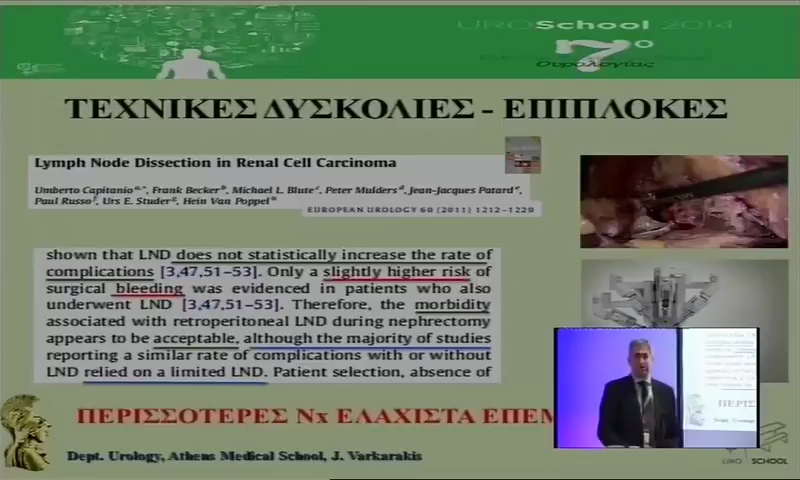 UROSchool 2014
7ο
Ουρολογίας
ΤΕΧΝΙΚΕΣ ΔΥΣΚΟΛΙΕΣ - ΕΠΙΠΛΟΚΕΣ
Lymph Node Dissection in Renal Cell Carcinoma
Umberto Capitanio a,*, Frank Becker b, Michael L. Blute c, Peter Mulders d, Jean-Jacques Patard e,
Paul Russo f, Urs E. Studer g, Hein Van Poppel h
EUROPEAN UROLOGY 60 (2011) 1212–1220
shown that LND does not statistically increase the rate of
complications [3,47,51–53]. Only a slightly higher risk of
surgical bleeding was evidenced in patients who also
underwent LND [3,47,51–53]. Therefore, the morbidity
associated with retroperitoneal LND during nephrectomy
appears to be acceptable, although the majority of studies
reporting a similar rate of complications with or without
LND relied on a limited LND. Patient selection, absence of
ΠΕΡΙΣΣΟΤΕΡΕΣ Nx ΕΛΑΧΙΣΤΑ ΕΠΕΜ
ΠΕΡΙΣ
Dept. Urology, Athens Medical School, J. Varkarakis
URO SCHOOL